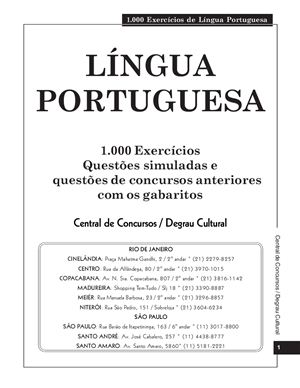 1.000 Exercícios de Língua Portuguesa
LÍNGUA
PORTUGUESA
1.000 Exercícios
Questões simuladas e
questões de concursos anteriores
com os gabaritos
Central de Concursos / Degrau Cultural
RIO DE JANEIRO
CINELÂNDIA: Praça Mahatma Gandhi, 2 / 2º andar * (21) 2279-8257
CENTRO: Rua da Alfândega, 80 / 2º andar * (21) 3970-1015
COPACABANA: Av. N. Sra. Copacabana, 807 / 2º andar * (21) 3816-1142
MADUREIRA: Shopping Tem-Tudo / Slj 18 * (21) 3390-8887
MEIER: Rua Manuela Barbosa, 23 / 2º andar * (21) 3296-8857
NITERÓI: Rua São Pedro, 151 / Sobreloja * (21) 3604-6234
SÃO PAULO
SÃO PAULO: Rua Barão de Itapetininga, 163 / 6º andar * (11) 3017-8800
SANTO ANDRÉ: Av. José Caballero, 257 * (11) 4438-8777
SANTO AMARO: Av. Santo Amaro, 5860* (11) 5181-2221
Central de Concursos / Degrau Cultural
1